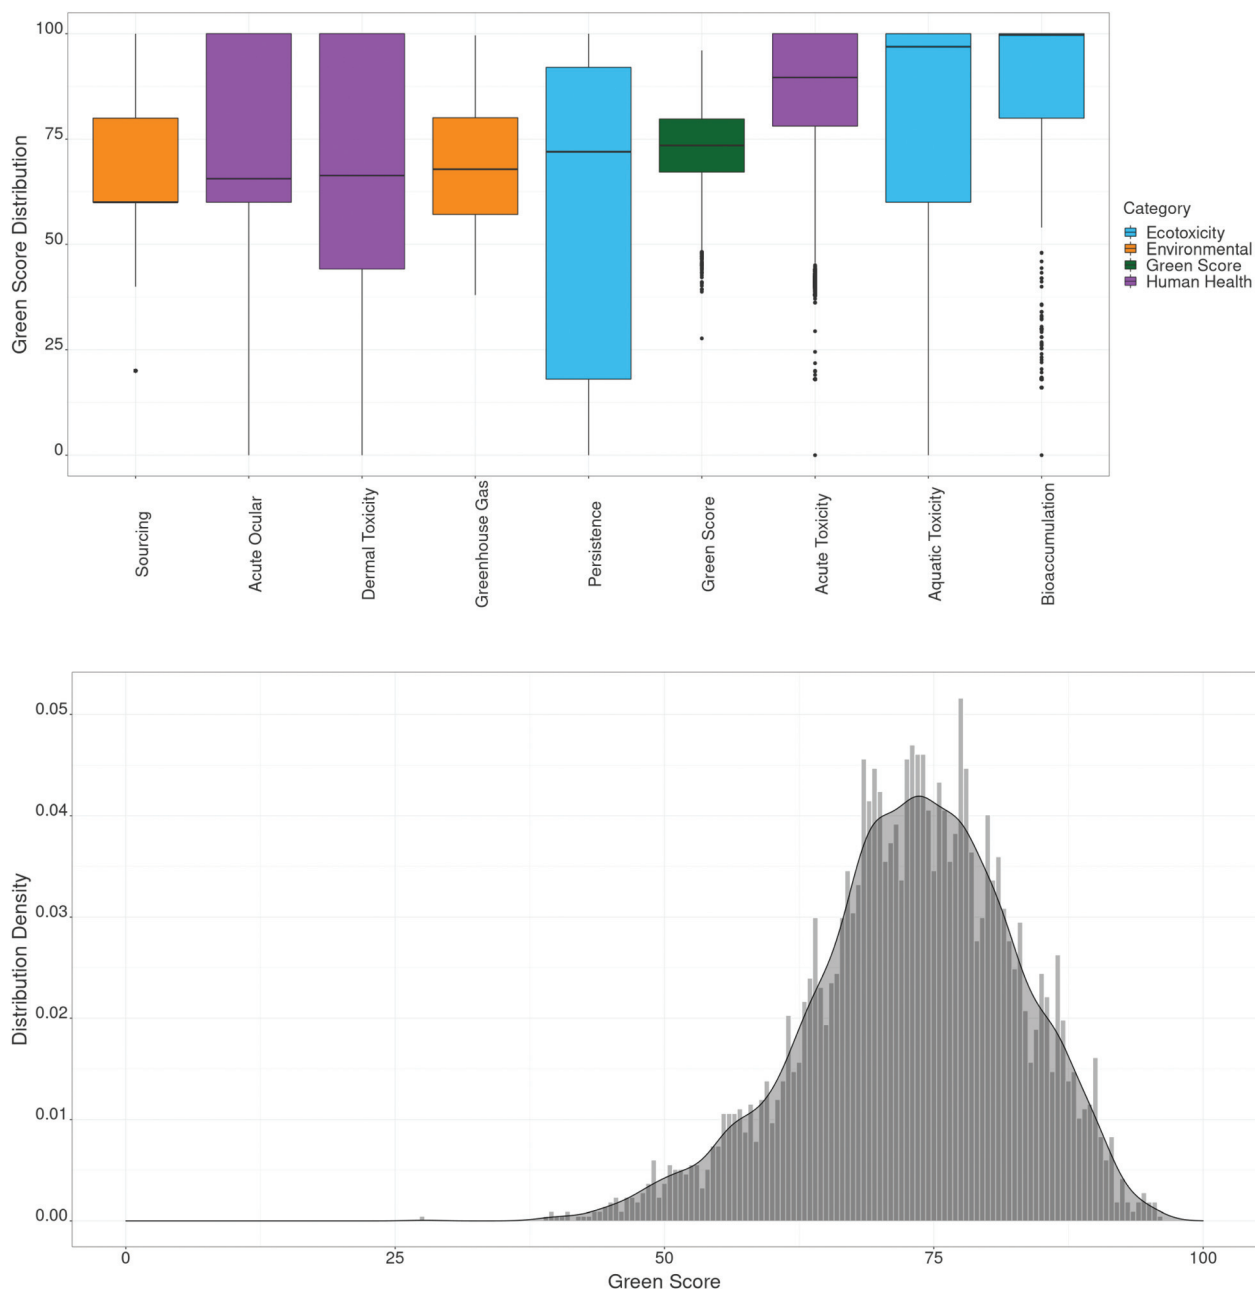 Green Score Distribution
100
75
50
25
0
Sourcing
Acute Ocular
Dermal Toxicity
Greenhouse Gas
Persistence
Green Score
Acute Toxicity
Aquatic Toxicity
Bioaccumulation
Category
Ecotoxicity
Environmental
Green Score
Human Health
Distribution Density
0.05
0.04
0.03
0.02
0.01
0.00
0
25
50
75
100
Green Score